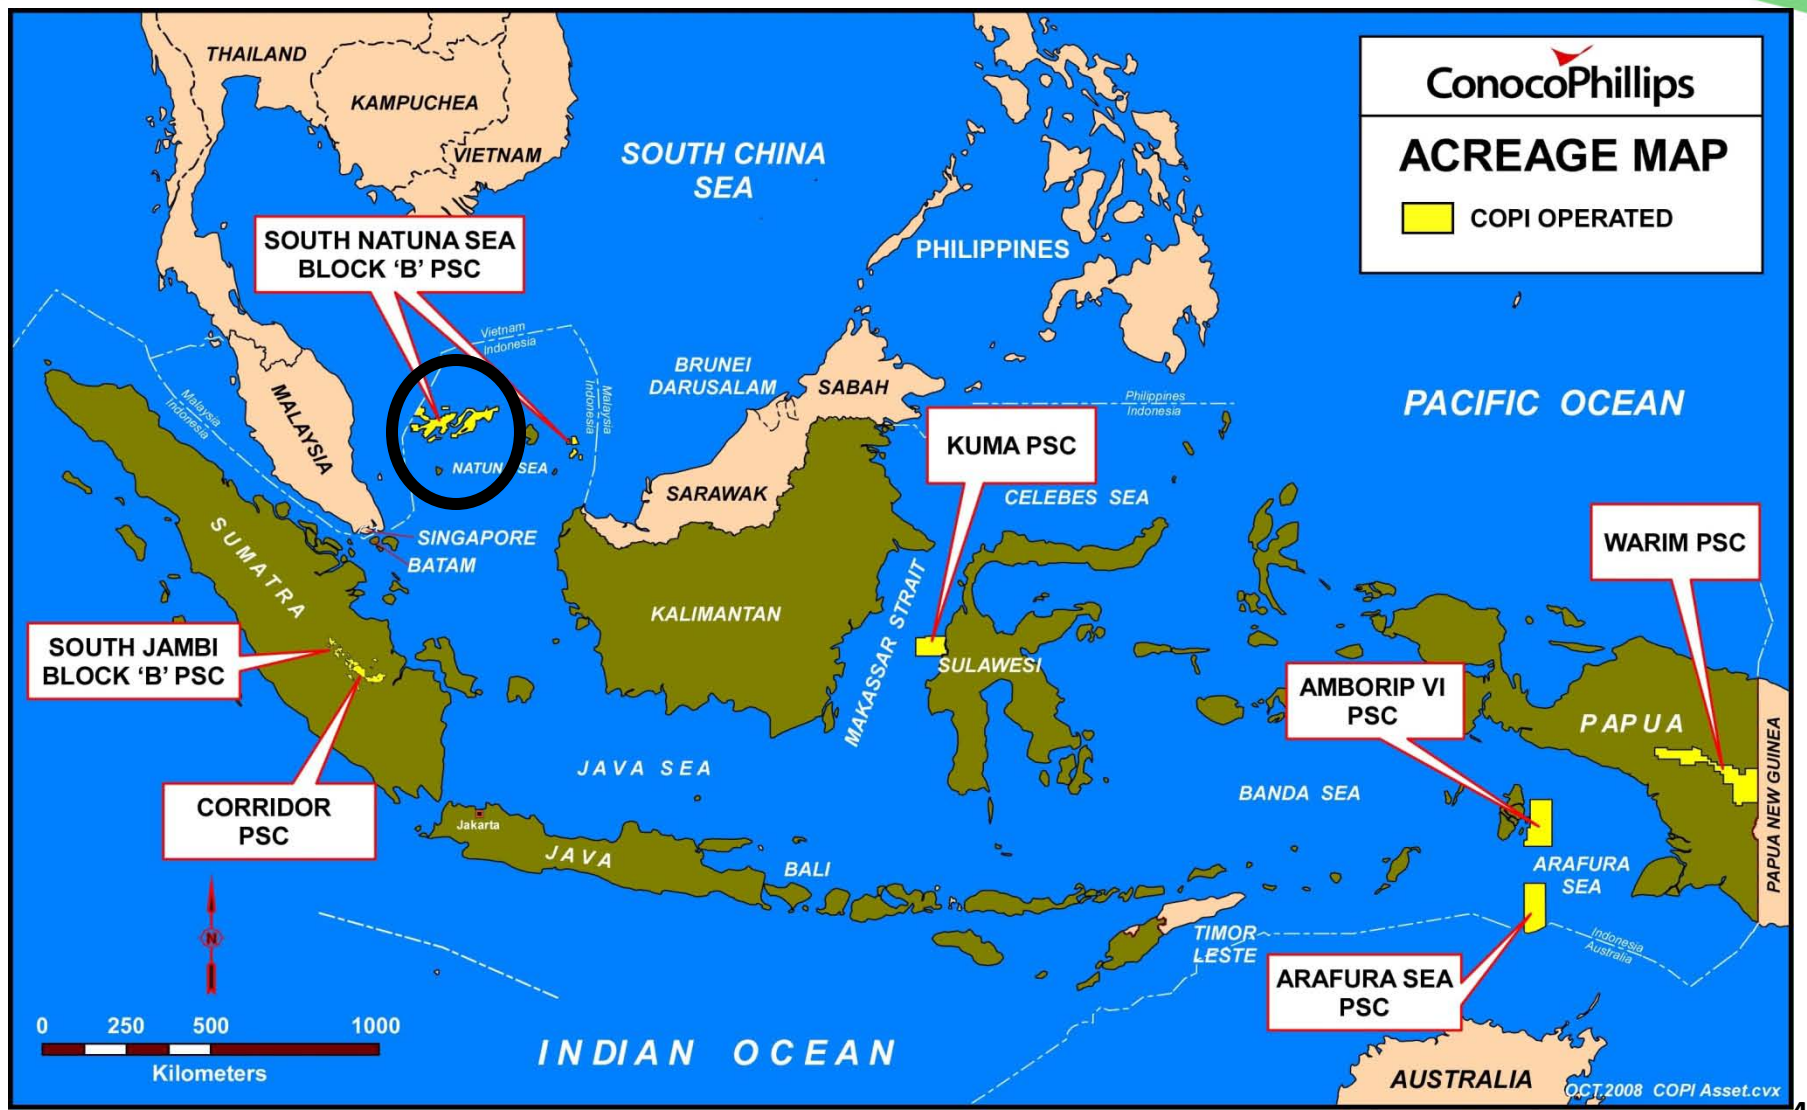 THAILAND
KAMPUCHEA
VIETNAM
SOUTH CHINA
SEA
ConocoPhillips
ACREAGE MAP
COPI OPERATED
SOUTH NATUNA SEA
BLOCK ‘B’ PSC
PHILIPPINES
Vietnam
Indonesia
BRUNEI
DARUSALAM
SABAH
Malaysia
Indonesia
Malaysia
Indonesia
MALAYSIA
Philippines
Indonesia
PACIFIC OCEAN
KUMA PSC
NATUN SEA
SARAWAK
CELEBES SEA
SINGAPORE
BATAM
SUMATRA
WARIM PSC
KALIMANTAN
MAKASSAR STRAIT
SOUTH JAMBI
BLOCK ‘B’ PSC
SULAWESI
AMBORIP VI
PSC
PAPUA
PAPUA NEW GUINEA
JAVA SEA
BANDA SEA
CORRIDOR
PSC
Jakarta
JAVA
BALI
ARAFURA
SEA
TIMOR
LESTE
Indonesia
Australia
N
ARAFURA SEA
PSC
0 250 500 1000
Kilometers
INDIAN OCEAN
AUSTRALIA
OCT.2008 COPI Asset.cvx